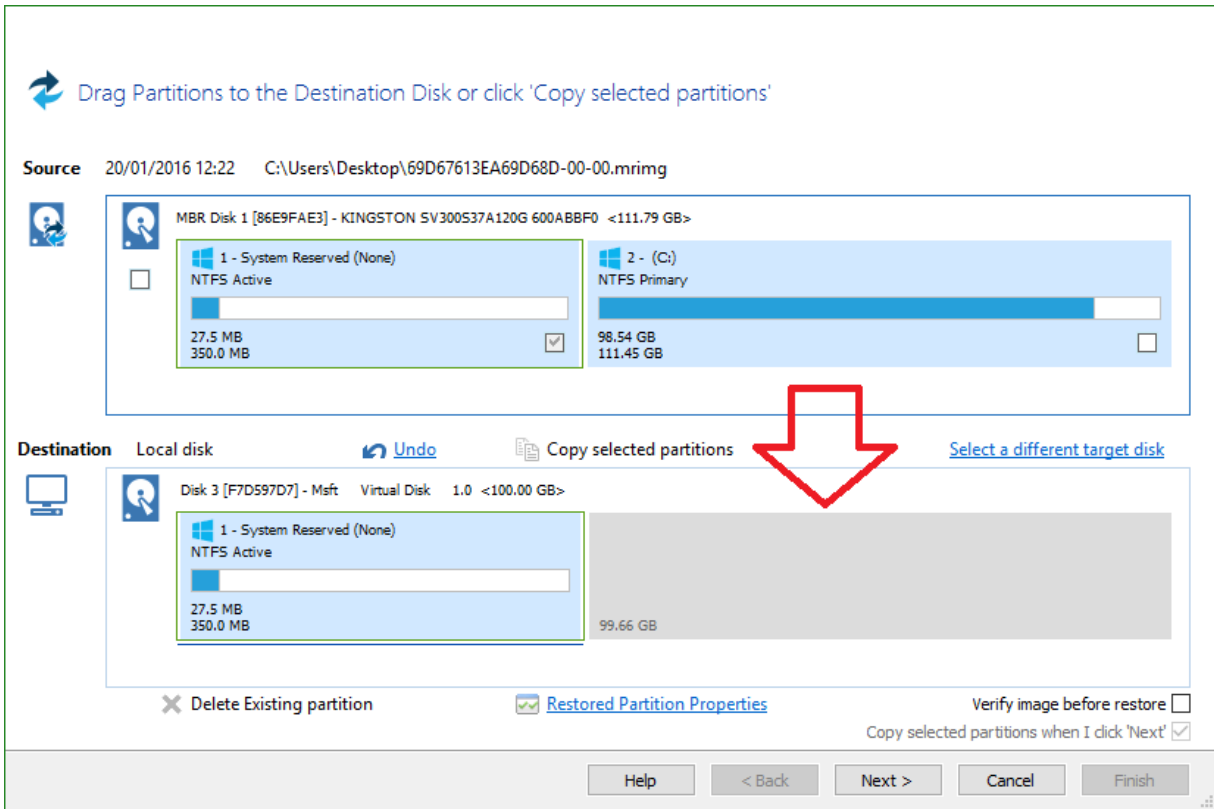 Drag Partitions to the Destination Disk or click 'Copy selected partitions'
Source 20/01/2016 12:22 C:\Users\Desktop\69D67613EA69D68D-00-00.mrimg
MBR Disk 1 [86E9FAE3] - KINGSTON SV300S37A120G 600ABBF0 <111.79 GB>
1 - System Reserved (None)
NTFS Active
27.5 MB
350.0 MB
2 - (C:)
NTFS Primary
98.54 GB
111.45 GB
Destination Local disk Undo Copy selected partitions Select a different target disk
Disk 3 [F7D597D7] - Msft Virtual Disk 1.0 <100.00 GB>
1 - System Reserved (None)
NTFS Active
27.5 MB
350.0 MB
99.66 GB
Delete Existing partition Restored Partition Properties Verify image before restore
Copy selected partitions when I click 'Next'
Help < Back Next > Cancel Finish